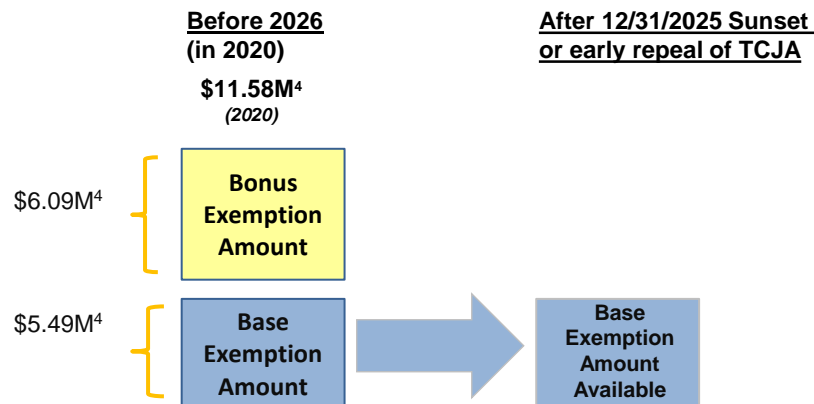 Before 2026
(in 2020)
$11.58M⁴
(2020)
After 12/31/2025 Sunset
or early repeal of TCJA
$6.09M⁴
Bonus
Exemption
Amount
$5.49M⁴
Base
Exemption
Amount
Base
Exemption
Amount
Available